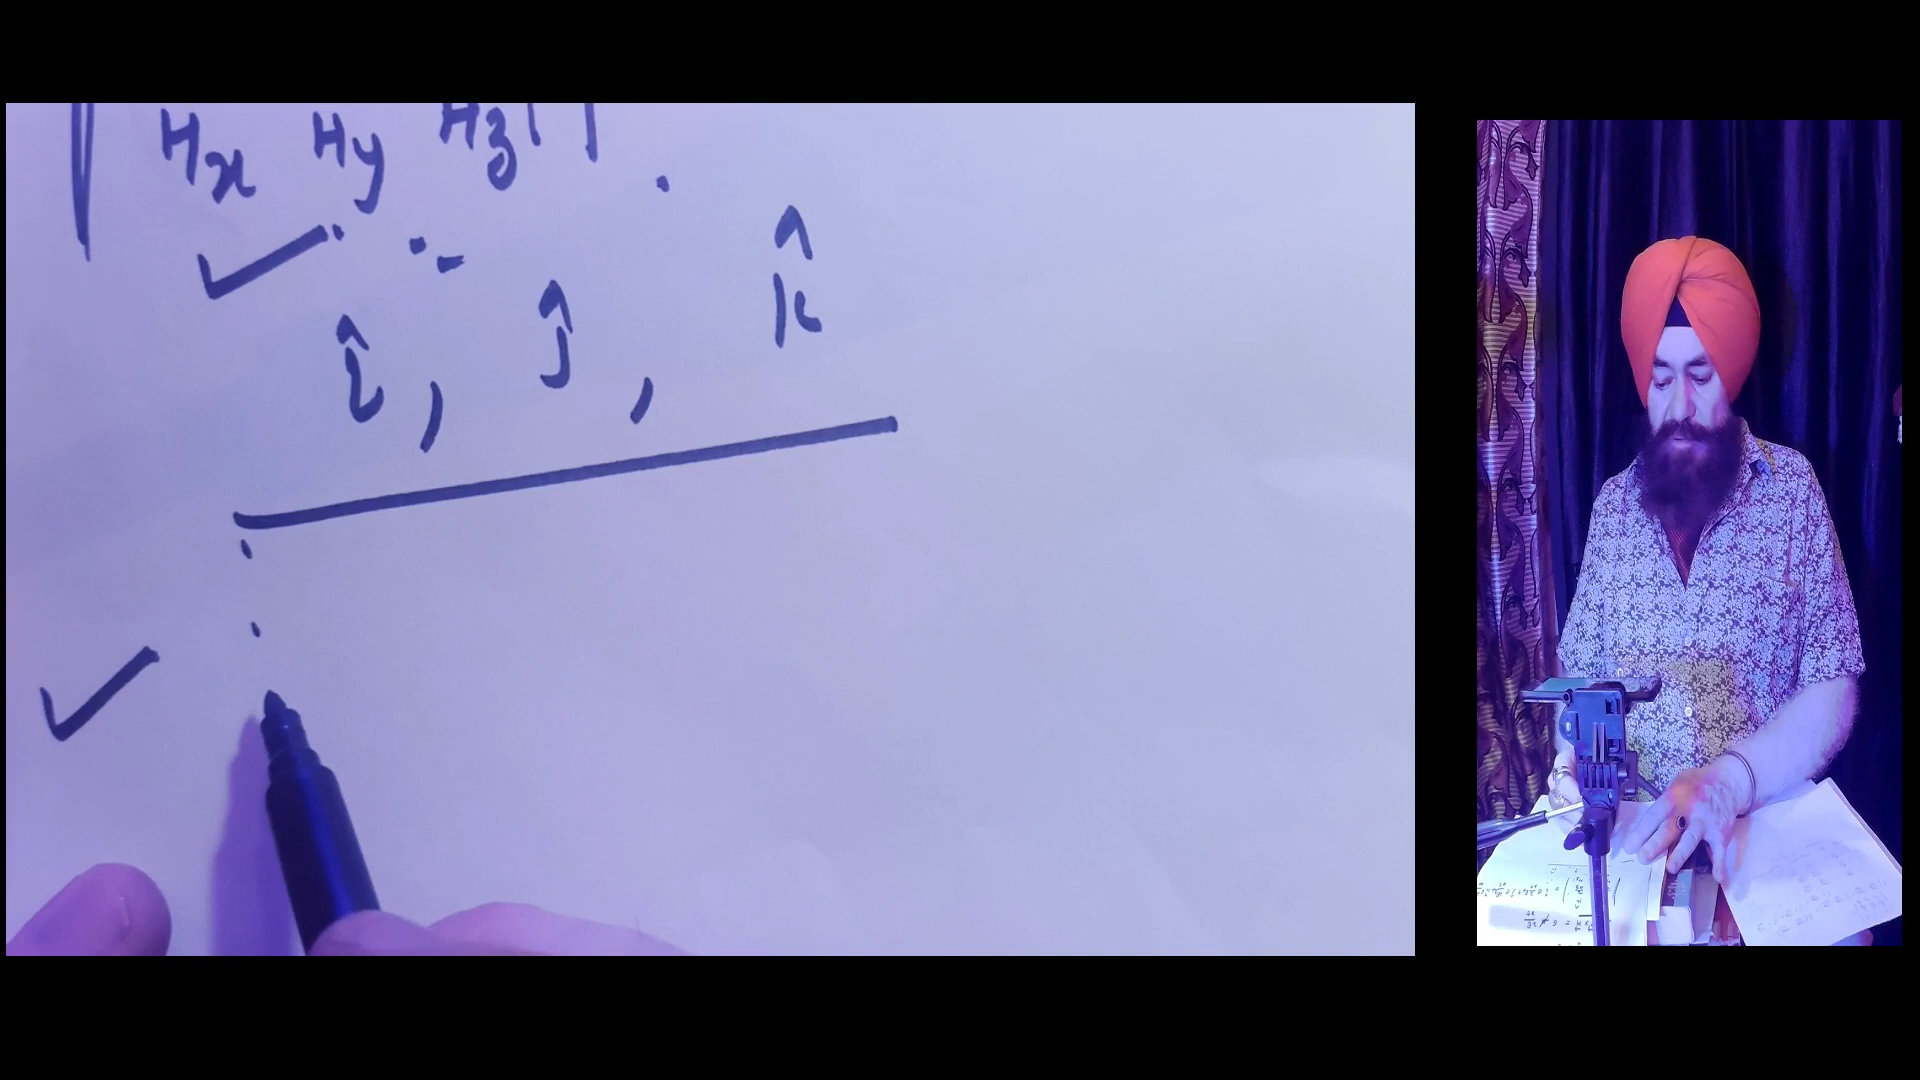 Hx Hy Hz
î, ĵ, k̂